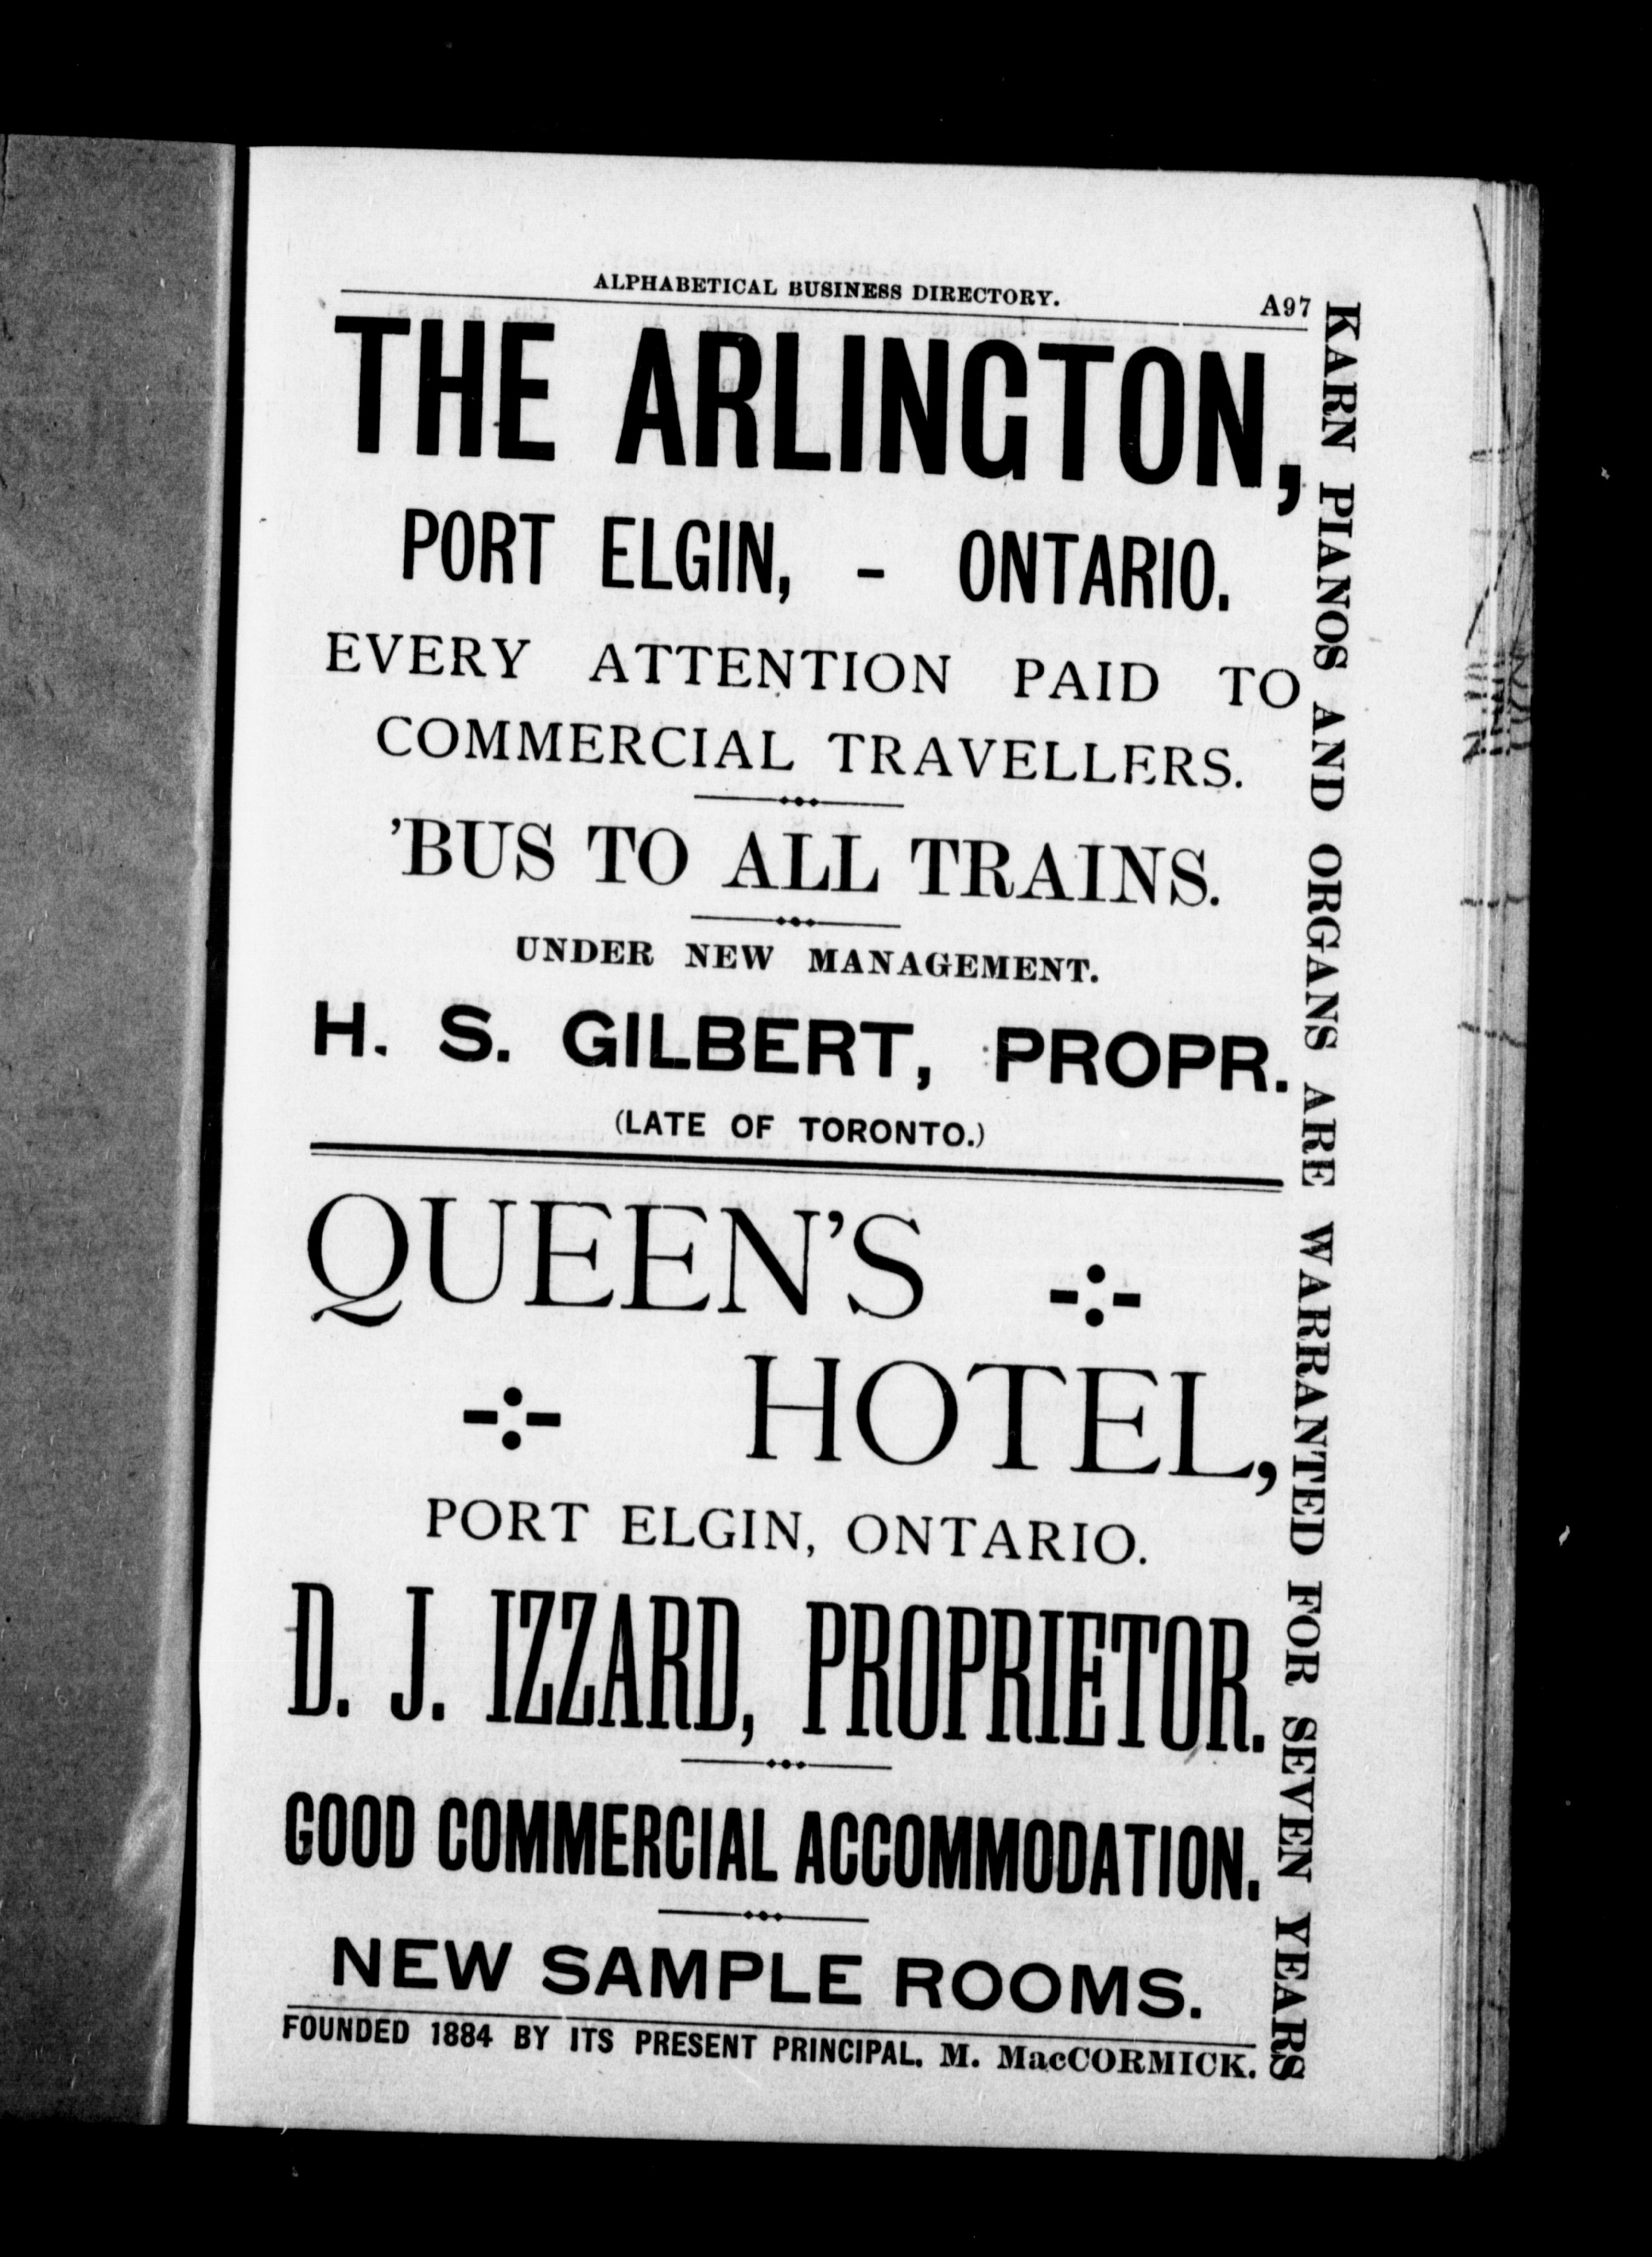 ALPHABETICAL BUSINESS DIRECTORY. A97
THE ARLINGTON,
PORT ELGIN, - ONTARIO.
EVERY ATTENTION PAID TO
COMMERCIAL TRAVELLERS.
'BUS TO ALL TRAINS.
UNDER NEW MANAGEMENT.
H. S. GILBERT, PROPR.
(LATE OF TORONTO.)
QUEEN'S
HOTEL,
PORT ELGIN, ONTARIO.
D. J. IZZARD, PROPRIETOR.
GOOD COMMERCIAL ACCOMMODATION.
NEW SAMPLE ROOMS.
FOUNDED 1884 BY ITS PRESENT PRINCIPAL. M. MacCORMICK.
KARN PIANOS AND ORGANS ARE WARRANTED FOR SEVEN YEARS